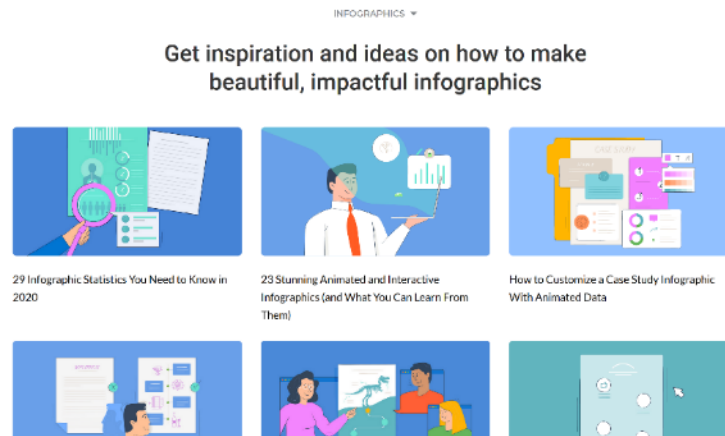 INFOGRAPHICS
Get inspiration and ideas on how to make
beautiful, impactful infographics
CASE STUDY
29 Infographic Statistics You Need to Know in
2020
23 Stunning Animated and Interactive
Infographics (and What You Can Learn From
Them)
How to Customize a Case Study Infographic
With Animated Data